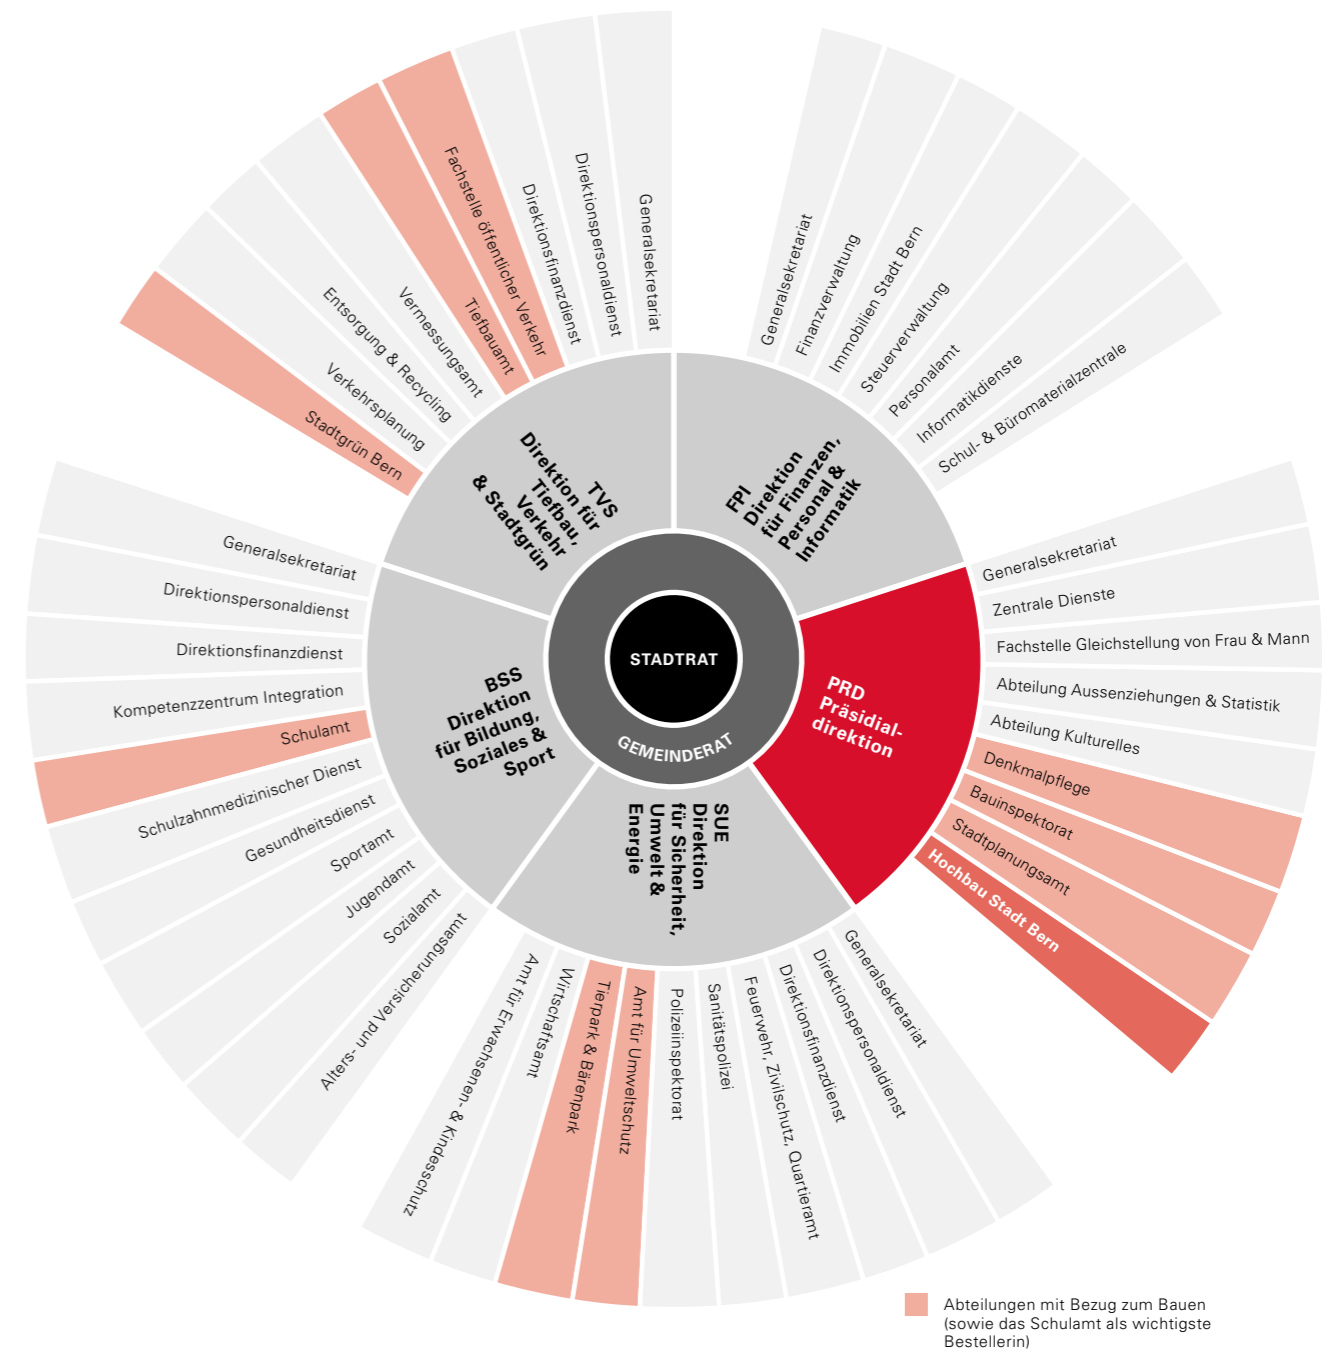 STADTRAT
GEMEINDERAT
FPI
Direktion
für Finanzen,
Personal &
Informatik
Generalsekretariat
Finanzverwaltung
Immobilien Stadt Bern
Steuerverwaltung
Personalamt
Informatikdienste
Schul- & Büromaterialzentrale
PRD
Präsidial-
direktion
Generalsekretariat
Zentrale Dienste
Fachstelle Gleichstellung von Frau & Mann
Abteilung Aussenziehungen & Statistik
Abteilung Kulturelles
Denkmalpflege
Bauinspektorat
Stadtplanungsamt
Hochbau Stadt Bern
SUE
Direktion
für Sicherheit,
Umwelt &
Energie
Generalsekretariat
Direktionspersonaldienst
Direktionsfinanzdienst
Feuerwehr, Zivilschutz, Quartieramt
Sanitätspolizei
Polizeiinspektorat
Amt für Umweltschutz
Tierpark & Bärenpark
Wirtschaftsamt
Amt für Erwachsenen- & Kindesschutz
BSS
Direktion
für Bildung,
Soziales &
Sport
Generalsekretariat
Direktionspersonaldienst
Direktionsfinanzdienst
Kompetenzzentrum Integration
Schulamt
Schulzahnmedizinischer Dienst
Gesundheitsdienst
Sportamt
Jugendamt
Sozialamt
Alters- und Versicherungsamt
TVS
Direktion für
Tiefbau,
Verkehr
& Stadtgrün
Stadtgrün Bern
Verkehrsplanung
Entsorgung & Recycling
Vermessungsamt
Tiefbauamt
Fachstelle öffentlicher Verkehr
Direktionsfinanzdienst
Direktionspersonaldienst
Generalsekretariat
Abteilungen mit Bezug zum Bauen
(sowie das Schulamt als wichtigste
Bestellerin)